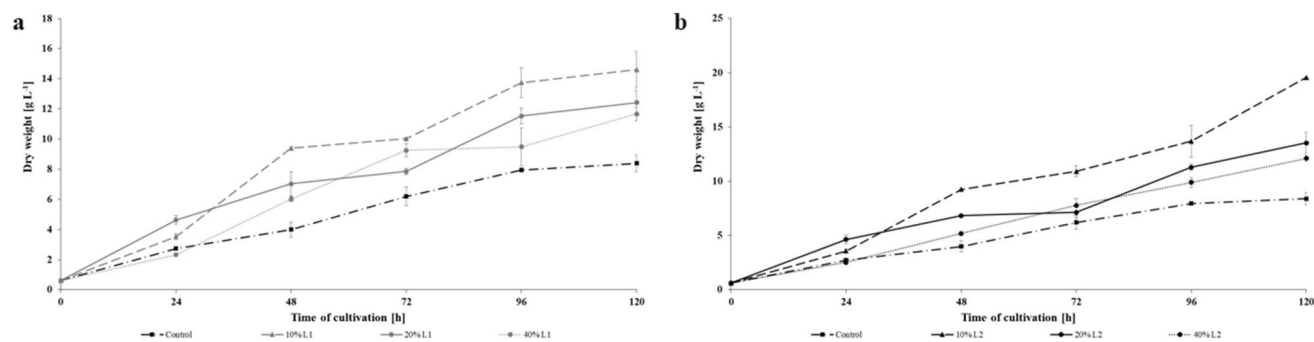 a
Dry weight [g L⁻¹]
18
16
14
12
10
8
6
4
2
0
0 24 48 72 96 120
Time of cultivation [h]
Control 10% L1 20% L1 40% L1
b
Dry weight [g L⁻¹]
25
20
15
10
5
0
0 24 48 72 96 120
Time of cultivation [h]
Control 10% L2 20% L2 40% L2